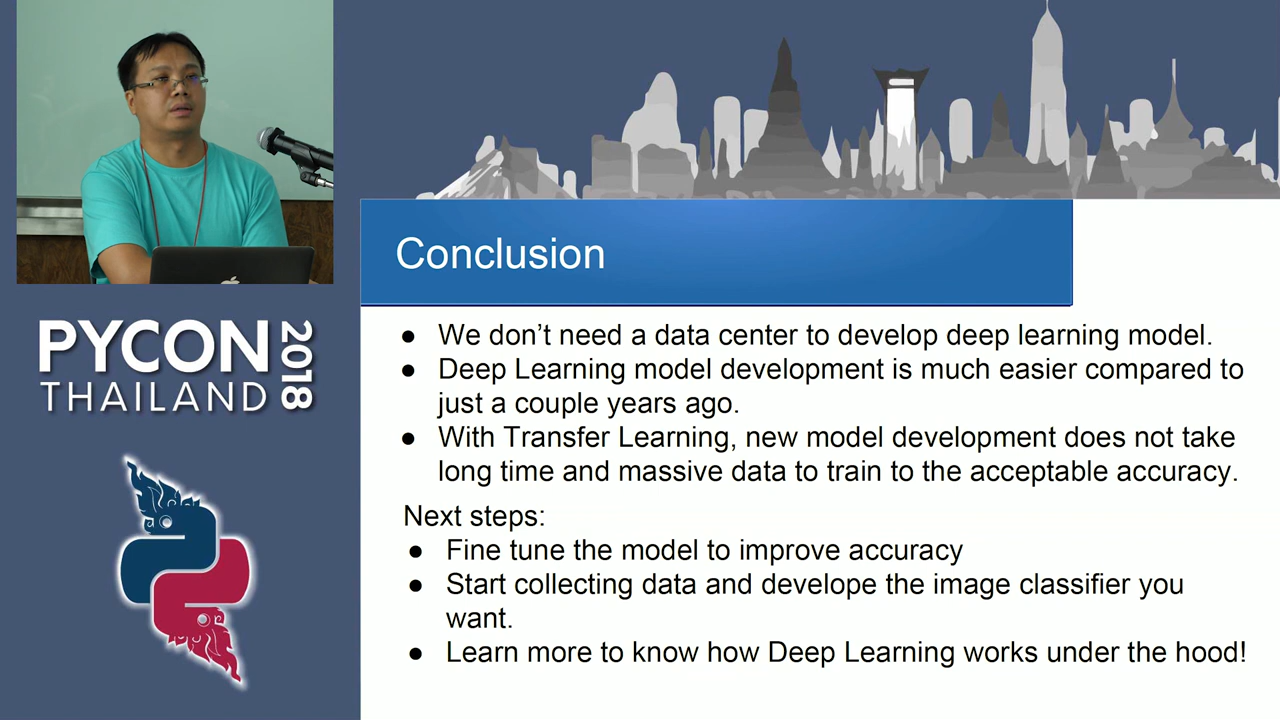 PYCON
THAILAND
2018
Conclusion
● We don't need a data center to develop deep learning model.
● Deep Learning model development is much easier compared to
just a couple years ago.
● With Transfer Learning, new model development does not take
long time and massive data to train to the acceptable accuracy.
Next steps:
● Fine tune the model to improve accuracy
● Start collecting data and develope the image classifier you
want.
● Learn more to know how Deep Learning works under the hood!